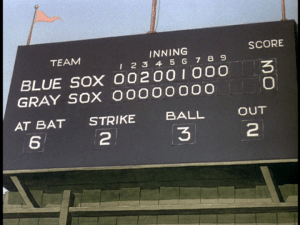 INNING SCORE
TEAM 1 2 3 4 5 6 7 8 9
BLUE SOX 002001000 3
GRAY SOX 00000000 0
AT BAT STRIKE BALL OUT
6 2 3 2